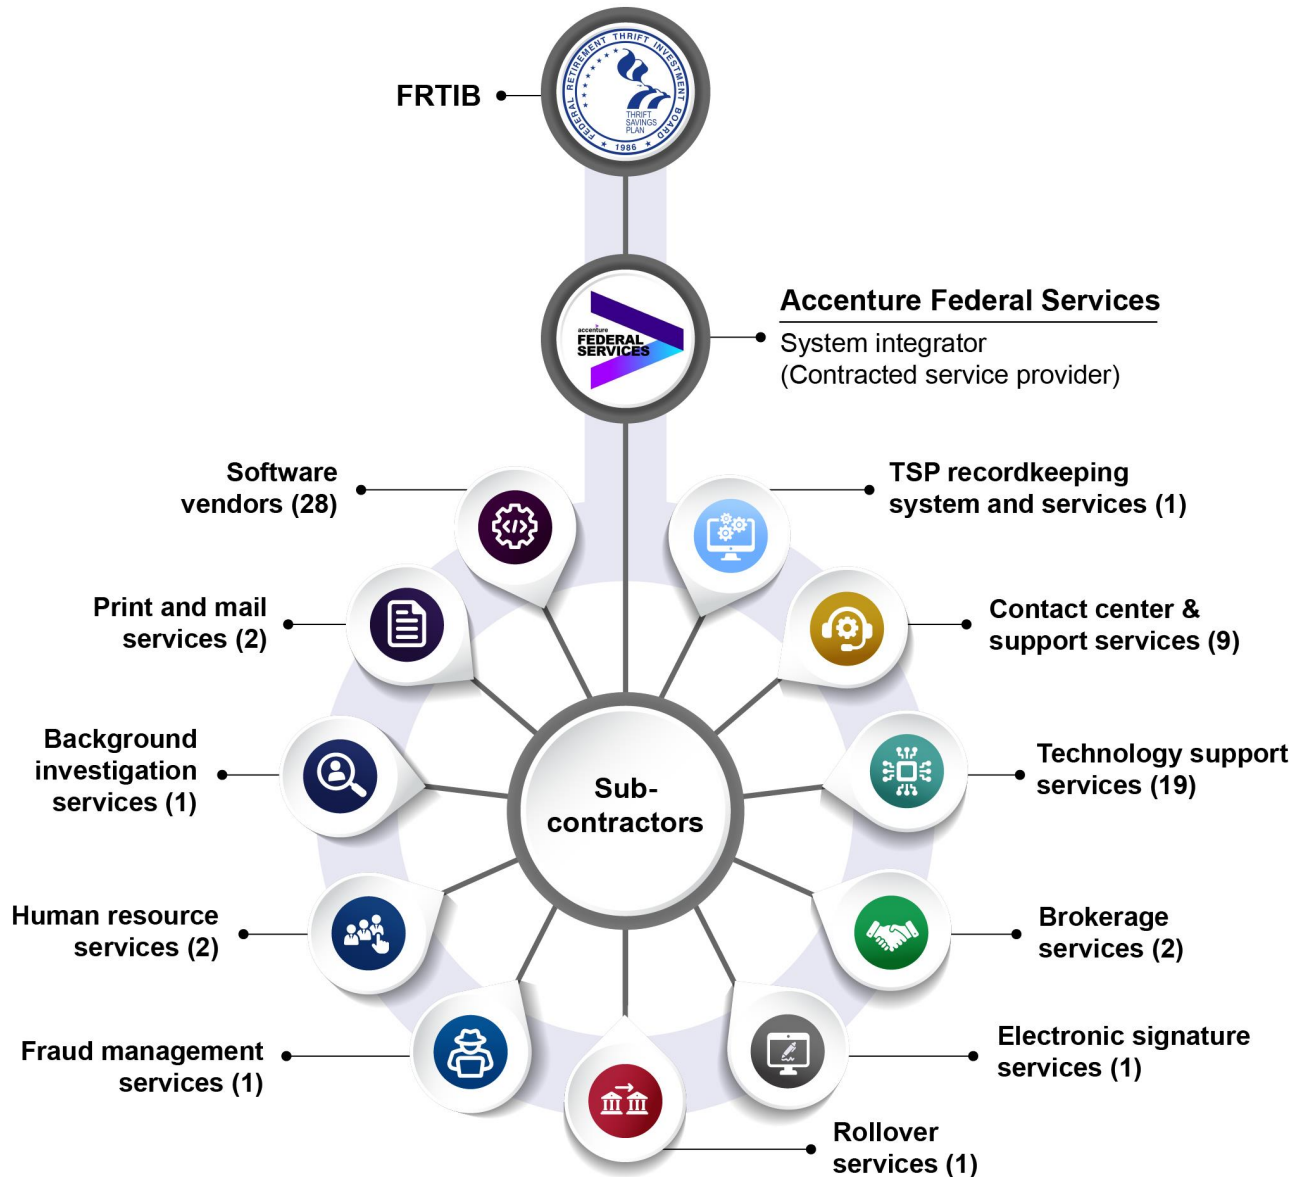 FEDERAL RETIREMENT THRIFT INVESTMENT BOARD
THRIFT
SAVINGS
PLAN
★ 1986 ★
FRTIB
accenture
FEDERAL
SERVICES
Accenture Federal Services
System integrator
(Contracted service provider)
Software
vendors (28)
TSP recordkeeping
system and services (1)
Print and mail
services (2)
Contact center &
support services (9)
Background
investigation
services (1)
Technology support
services (19)
Sub-
contractors
Human resource
services (2)
Brokerage
services (2)
Fraud management
services (1)
Electronic signature
services (1)
Rollover
services (1)